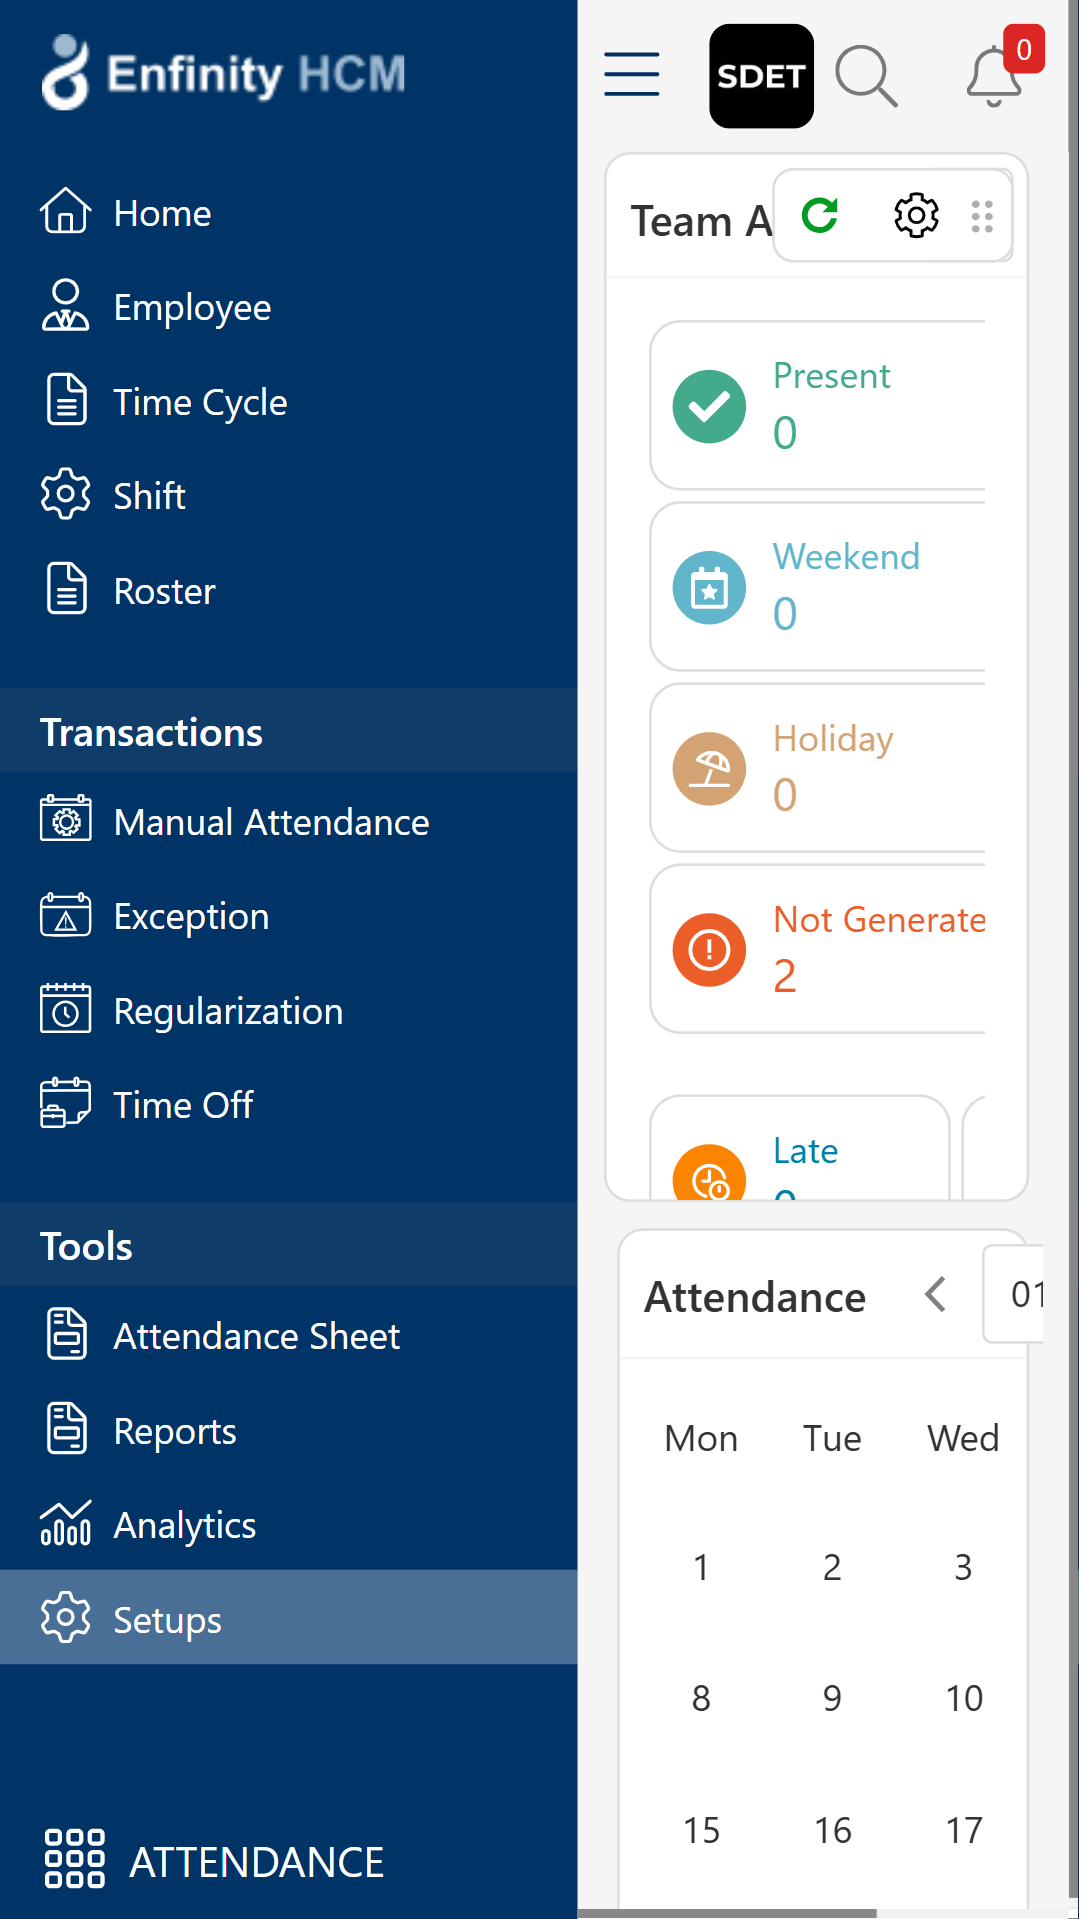 Enfinity HCM
Home
Employee
Time Cycle
Shift
Roster
Transactions
Manual Attendance
Exception
Regularization
Time Off
Tools
Attendance Sheet
Reports
Analytics
Setups
ATTENDANCE
SDET
0
Team A
Present
0
Weekend
0
Holiday
0
Not Generate
2
Late
0
Attendance
01
Mon Tue Wed
1 2 3
8 9 10
15 16 17